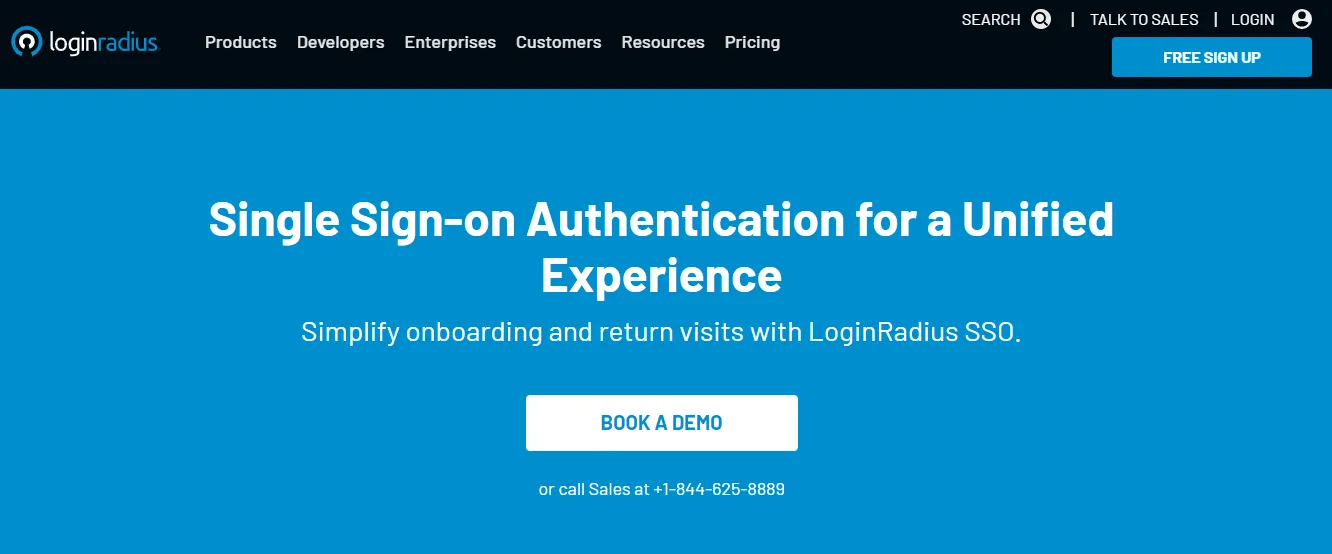 loginradius
Products Developers Enterprises Customers Resources Pricing
SEARCH | TALK TO SALES | LOGIN
FREE SIGN UP
Single Sign-on Authentication for a Unified
Experience
Simplify onboarding and return visits with LoginRadius SSO.
BOOK A DEMO
or call Sales at +1-844-625-8889